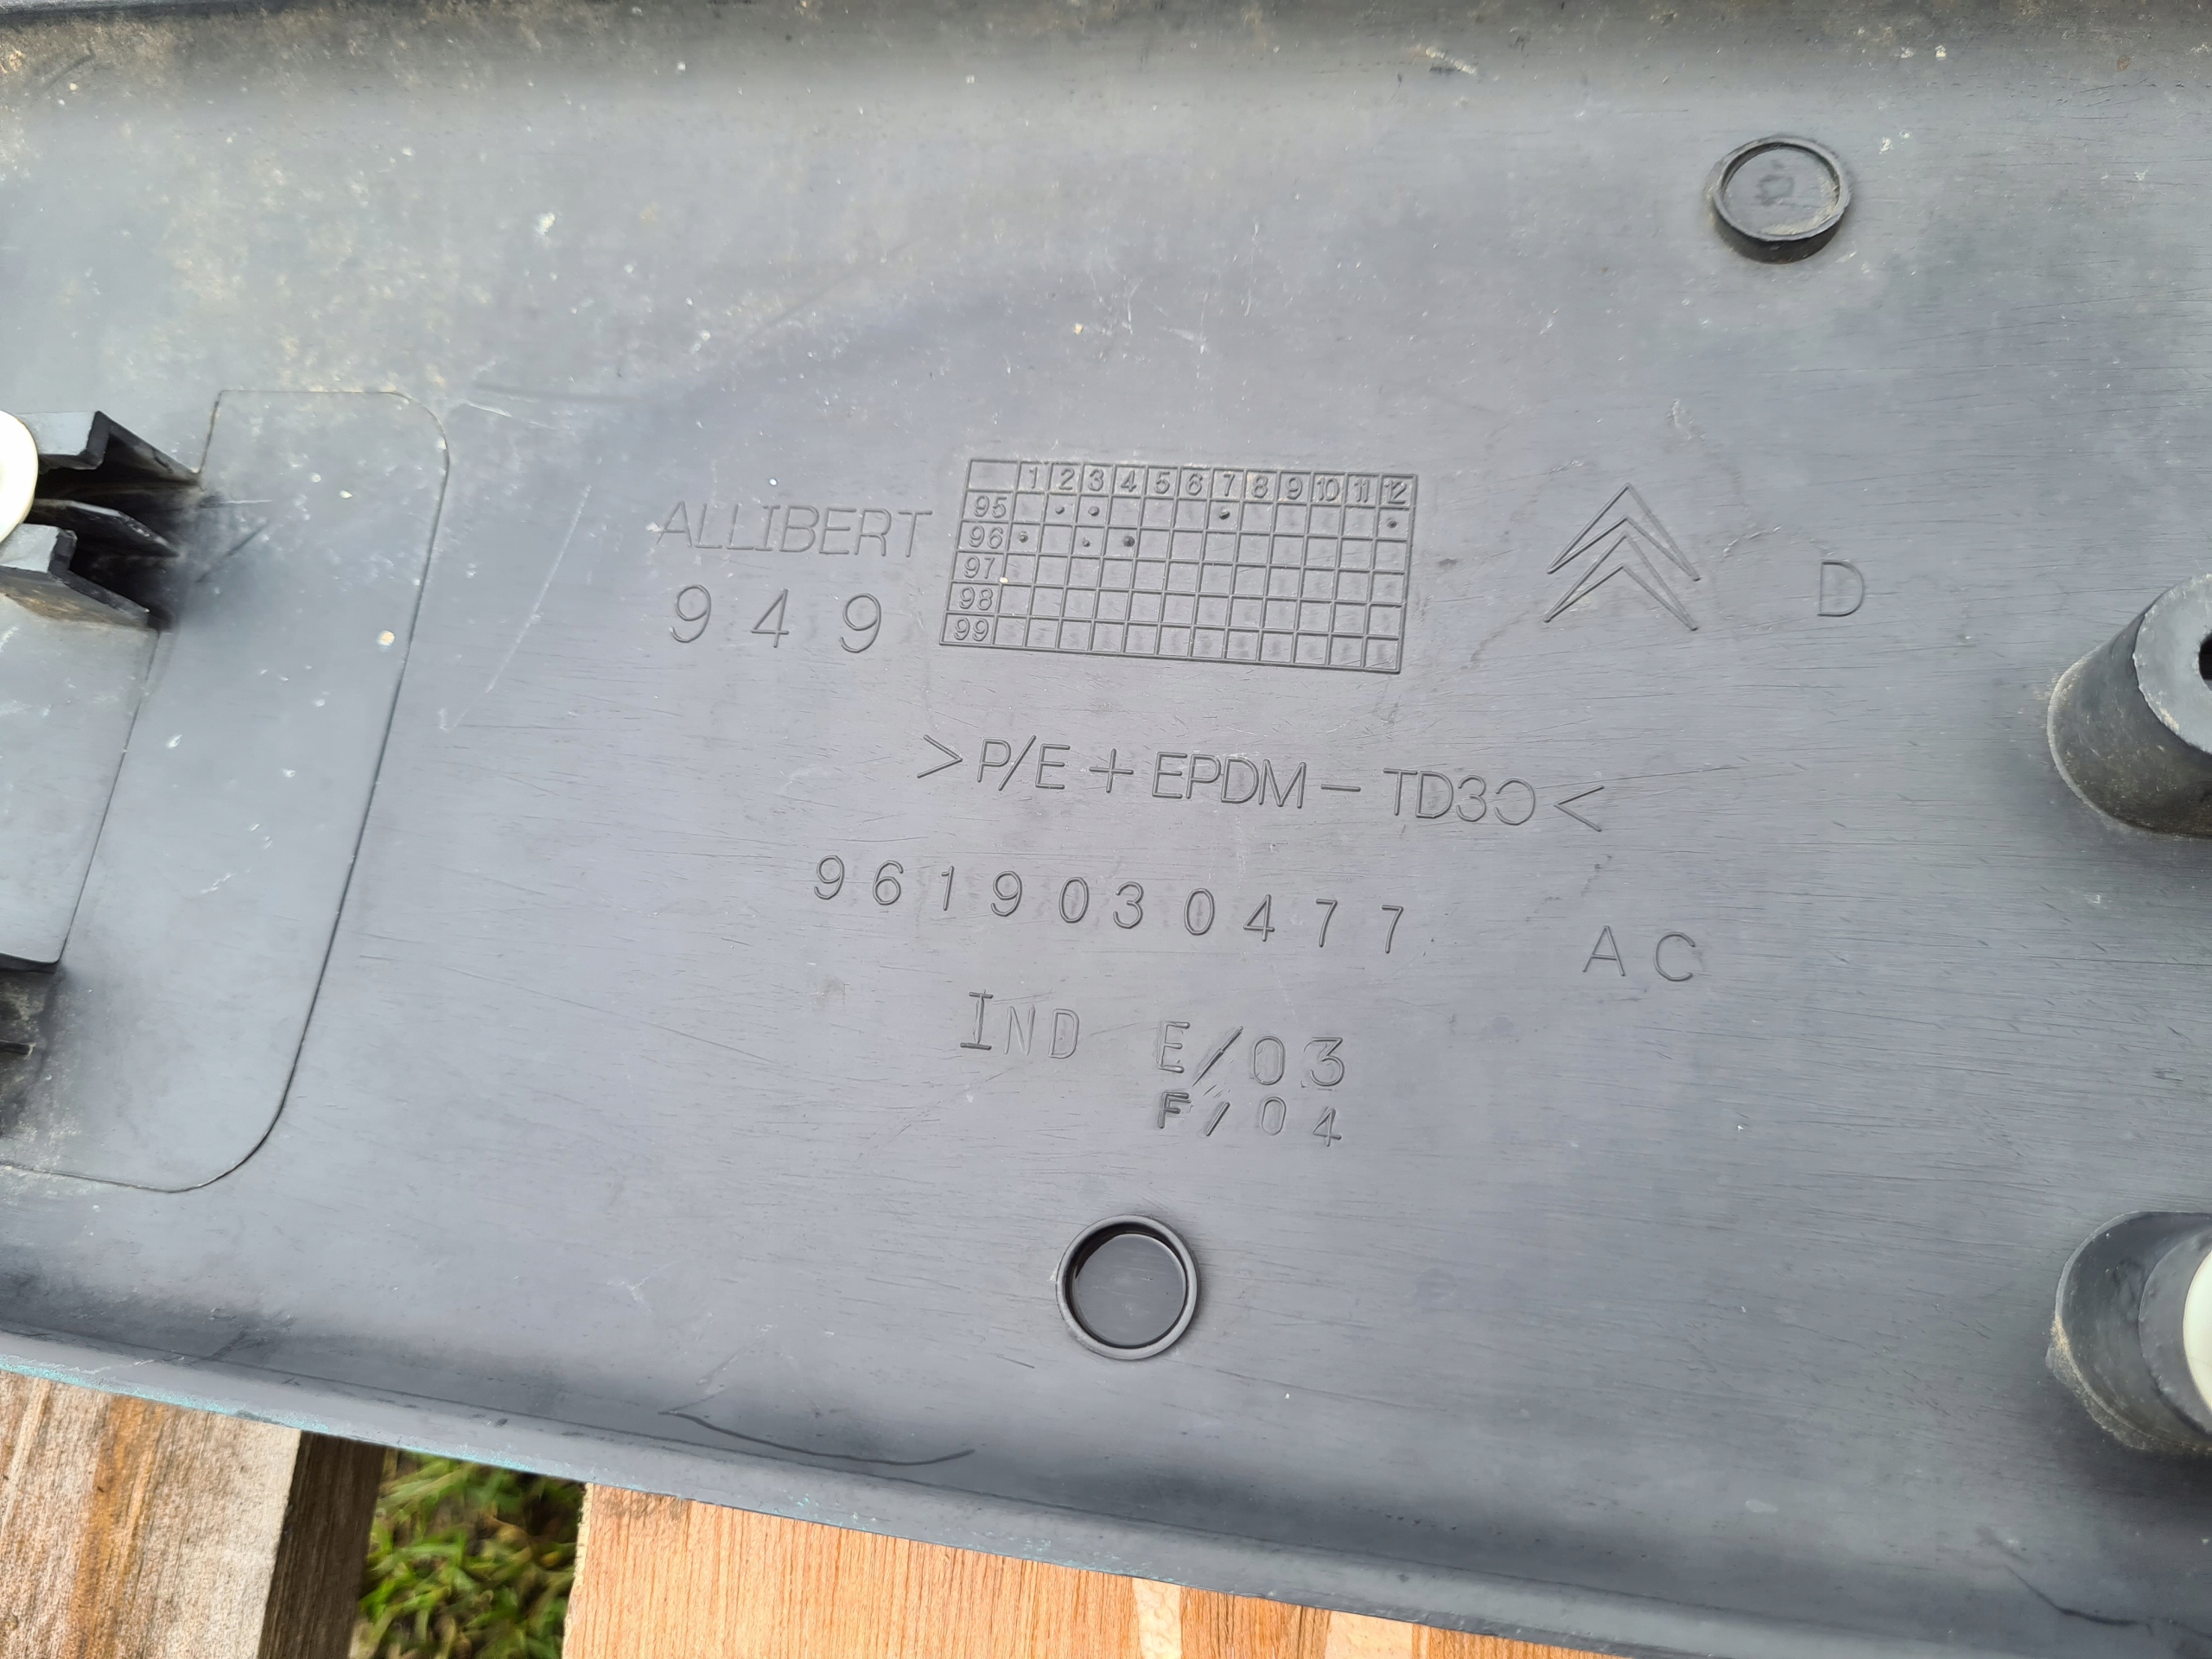 1 2 3 4 5 6 7 8 9 10 11 12
95
96
97
98
99
ALLIBERT
949
D
>P/E+EPDM-TD30<
9619030477 AC
IND E/03
F/04